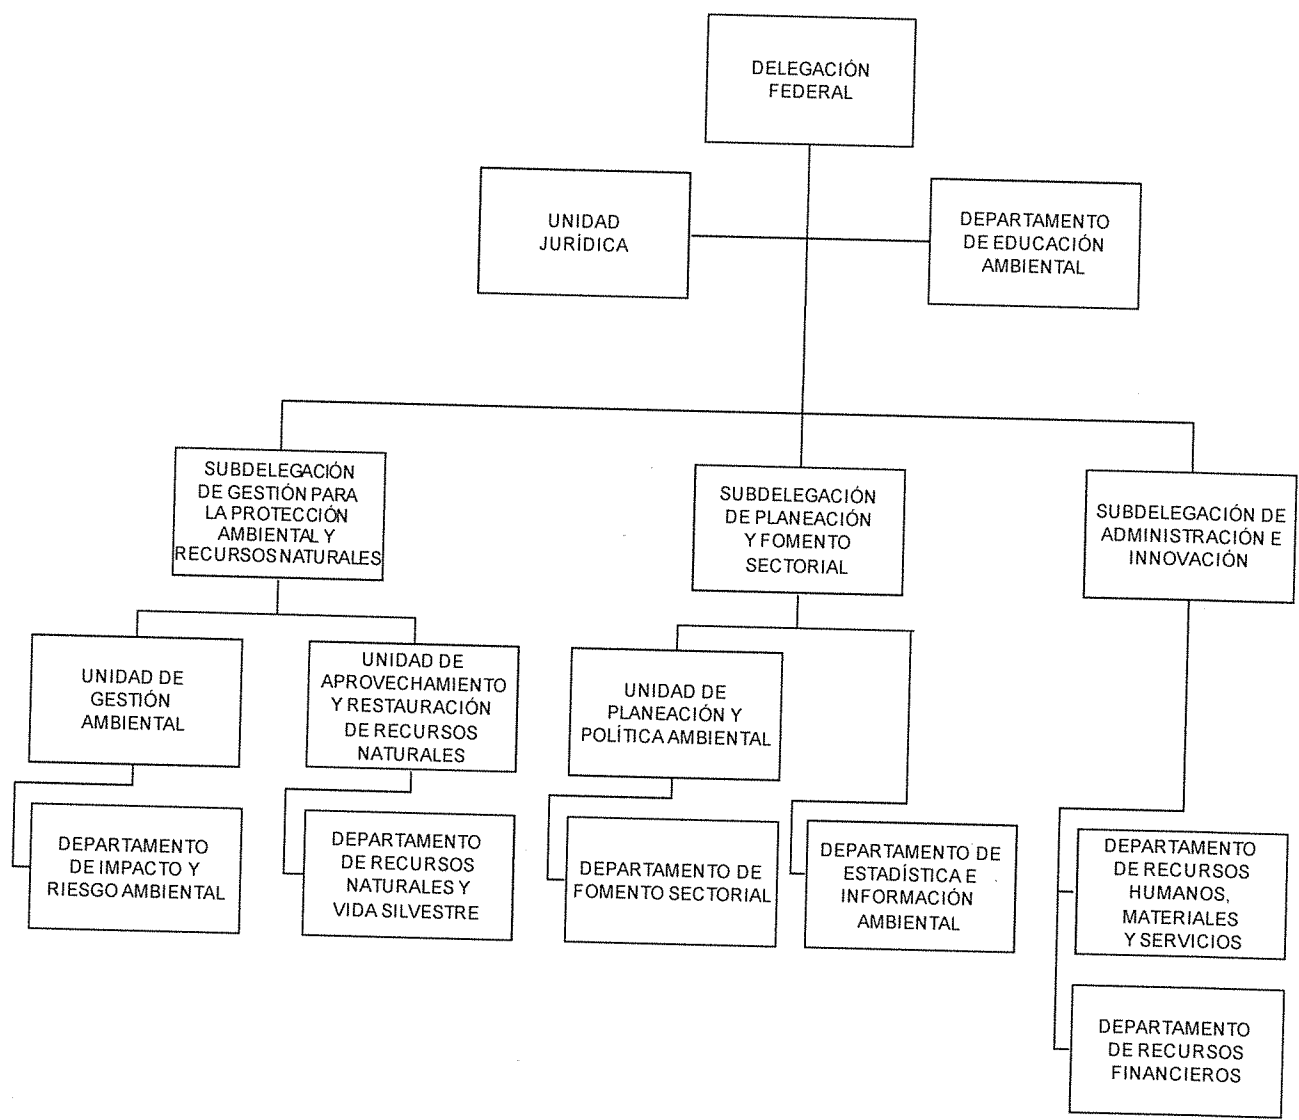 DELEGACIÓN
FEDERAL
UNIDAD
JURÍDICA
DEPARTAMENTO
DE EDUCACIÓN
AMBIENTAL
SUBDELEGACIÓN
DE GESTIÓN PARA
LA PROTECCIÓN
AMBIENTAL Y
RECURSOS NATURALES
SUBDELEGACIÓN
DE PLANEACIÓN
Y FOMENTO
SECTORIAL
SUBDELEGACIÓN DE
ADMINISTRACIÓN E
INNOVACIÓN
UNIDAD DE
GESTIÓN
AMBIENTAL
UNIDAD DE
APROVECHAMIENTO
Y RESTAURACIÓN
DE RECURSOS
NATURALES
UNIDAD DE
PLANEACIÓN Y
POLÍTICA AMBIENTAL
DEPARTAMENTO
DE IMPACTO Y
RIESGO AMBIENTAL
DEPARTAMENTO
DE RECURSOS
NATURALES Y
VIDA SILVESTRE
DEPARTAMENTO DE
FOMENTO SECTORIAL
DEPARTAMENTO DE
ESTADÍSTICA E
INFORMACIÓN
AMBIENTAL
DEPARTAMENTO
DE RECURSOS
HUMANOS,
MATERIALES
Y SERVICIOS
DEPARTAMENTO
DE RECURSOS
FINANCIEROS